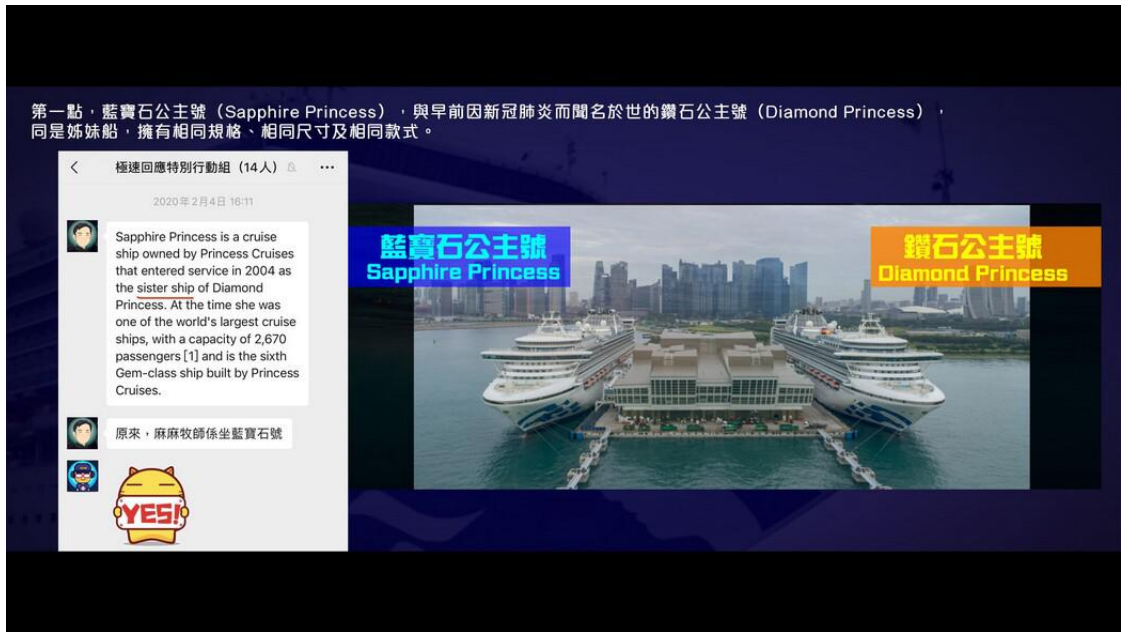 第一點，藍寶石公主號（Sapphire Princess），與早前因新冠肺炎而聞名於世的鑽石公主號（Diamond Princess），
同是姊妹船，擁有相同規格、相同尺寸及相同款式。
極速回應特別行動組（14人）
2020年2月4日 16:11
Sapphire Princess is a cruise
ship owned by Princess Cruises
that entered service in 2004 as
the sister ship of Diamond
Princess. At the time she was
one of the world's largest cruise
ships, with a capacity of 2,670
passengers [1] and is the sixth
Gem-class ship built by Princess
Cruises.
原來，麻麻牧師係坐藍寶石號
YES!
藍寶石公主號
Sapphire Princess
鑽石公主號
Diamond Princess